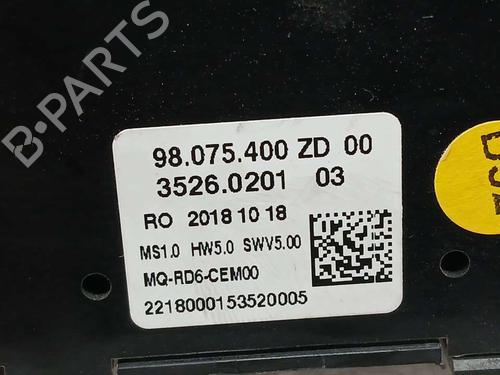 98.075.400 ZD 00
3526.0201 03
RO 2018 10 18
MS1.0 HW5.0 SWV5.00
MQ-RD6-CEM00
2218000153520005
B-PARTS